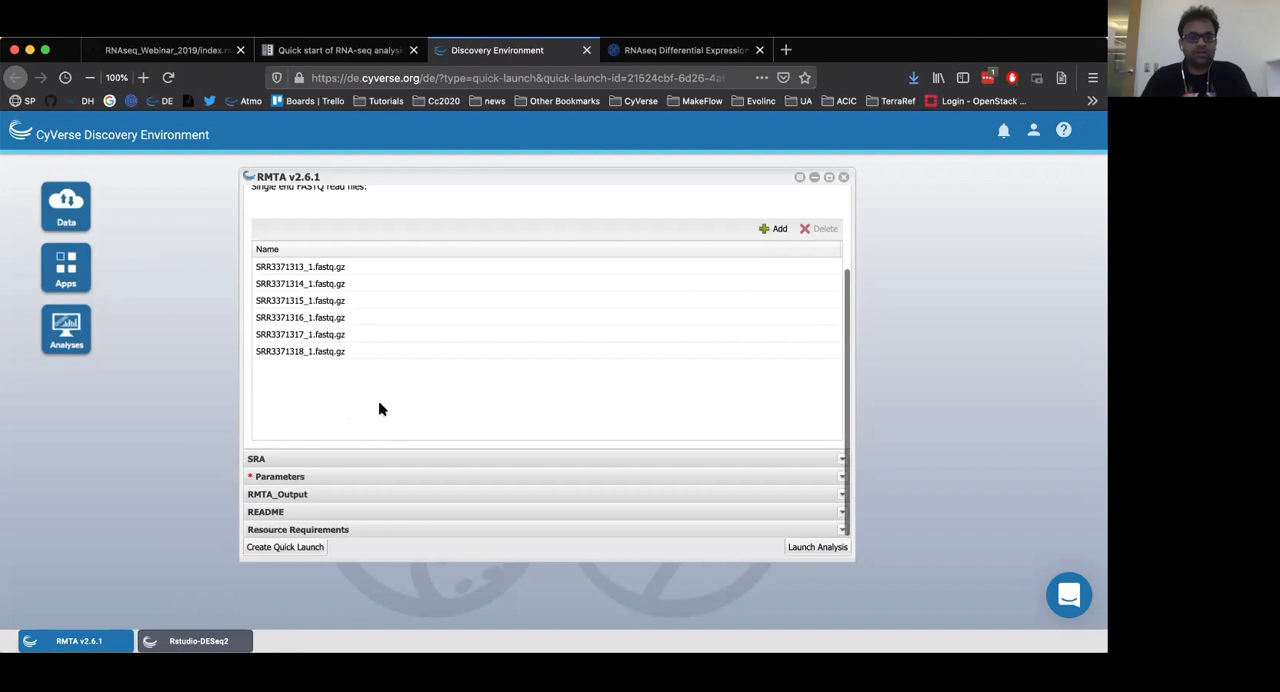 RNAseq_Webinar_2019/index.r
Quick start of RNA-seq analysi
Discovery Environment
RNAseq Differential Expressio
100%
https://de.cyverse.org/de/?type=quick-launch&quick-launch-id=21524cbf-6d26-4a
1
SP
DH
DE
Atmo
Boards | Trello
Tutorials
Cc2020
news
Other Bookmarks
CyVerse
MakeFlow
Evolinc
UA
ACIC
TerraRef
Login - OpenStack ...
CyVerse Discovery Environment
Data
Apps
Analyses
RMTA v2.6.1
Single end FASTQ read files:
Add
Delete
Name
SRR3371313_1.fastq.gz
SRR3371314_1.fastq.gz
SRR3371315_1.fastq.gz
SRR3371316_1.fastq.gz
SRR3371317_1.fastq.gz
SRR3371318_1.fastq.gz
SRA
* Parameters
RMTA_Output
README
Resource Requirements
Create Quick Launch
Launch Analysis
RMTA v2.6.1
Rstudio-DESeq2